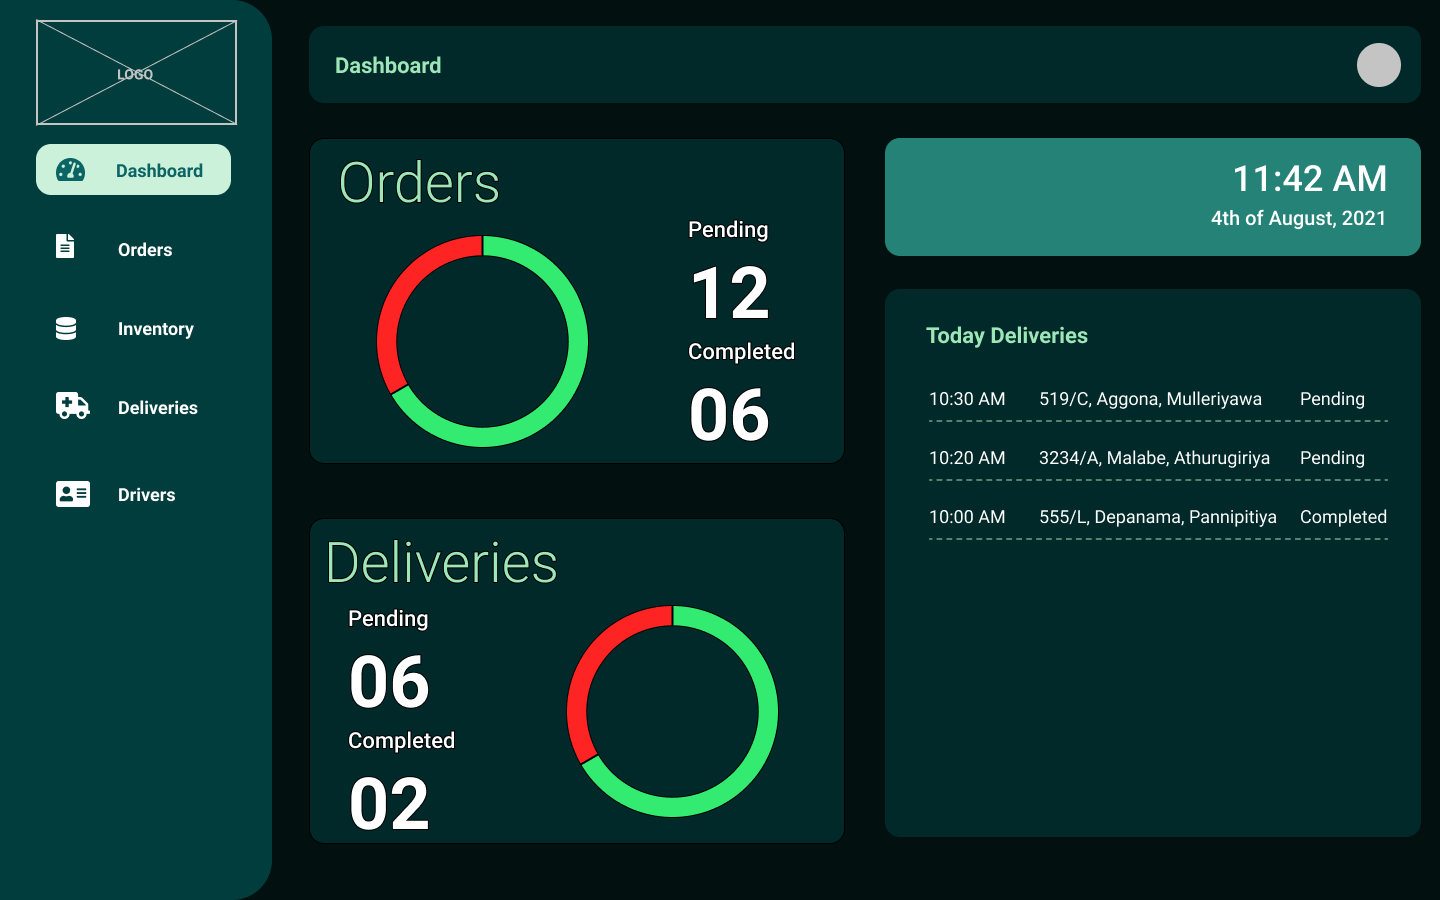 LOGO
Dashboard
Orders
Inventory
Deliveries
Drivers
Dashboard
Orders
Pending
12
Completed
06
Deliveries
Pending
06
Completed
02
11:42 AM
4th of August, 2021
Today Deliveries
10:30 AM 519/C, Aggona, Mulleriyawa Pending
10:20 AM 3234/A, Malabe, Athurugiriya Pending
10:00 AM 555/L, Depanama, Pannipitiya Completed